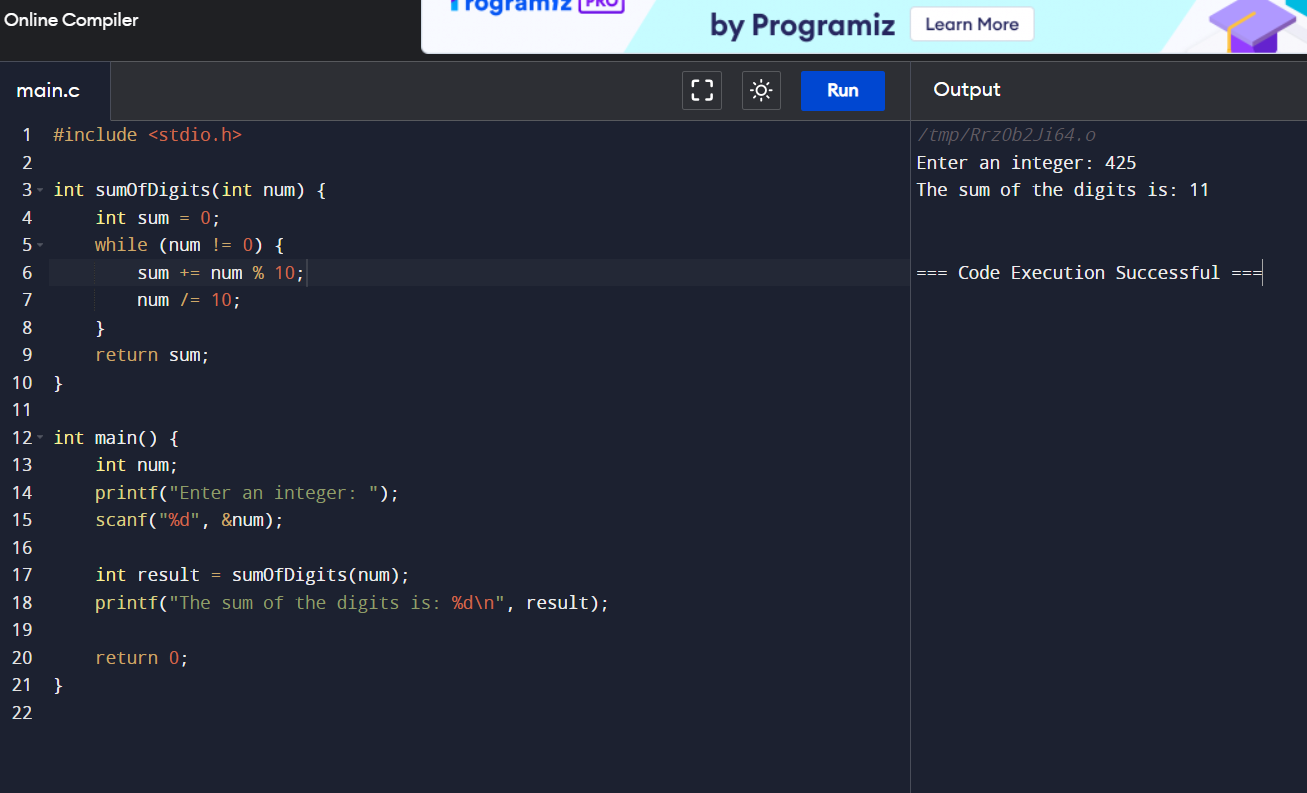 Online Compiler
Programiz PRO
by Programiz
Learn More
main.c
Run
Output
1 #include <stdio.h>
2
3 int sumOfDigits(int num) {
4     int sum = 0;
5     while (num != 0) {
6         sum += num % 10;
7         num /= 10;
8     }
9     return sum;
10 }
11
12 int main() {
13     int num;
14     printf("Enter an integer: ");
15     scanf("%d", &num);
16
17     int result = sumOfDigits(num);
18     printf("The sum of the digits is: %d\n", result);
19
20     return 0;
21 }
22
/tmp/RrzOb2Ji64.o
Enter an integer: 425
The sum of the digits is: 11
=== Code Execution Successful ===